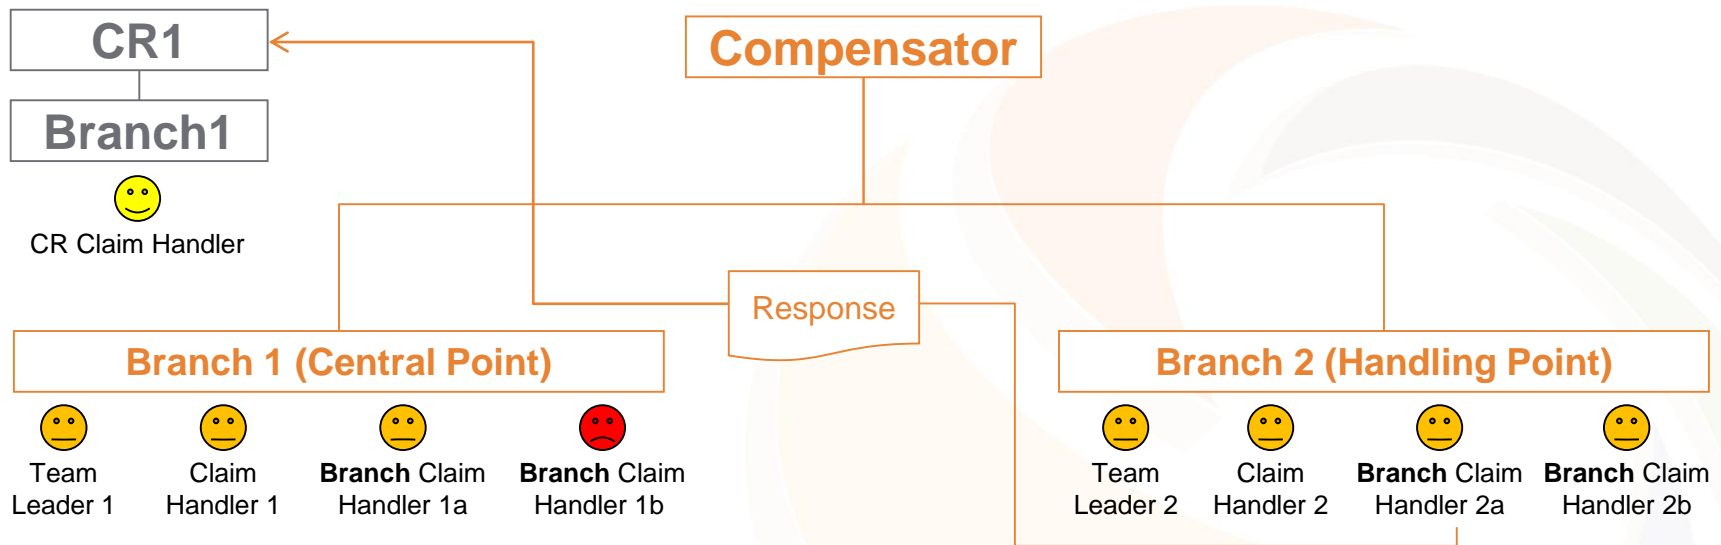 CR1
Compensator
Branch1
CR Claim Handler
Response
Branch 1 (Central Point)
Branch 2 (Handling Point)
Team
Leader 1
Claim
Handler 1
Branch Claim
Handler 1a
Branch Claim
Handler 1b
Team
Leader 2
Claim
Handler 2
Branch Claim
Handler 2a
Branch Claim
Handler 2b